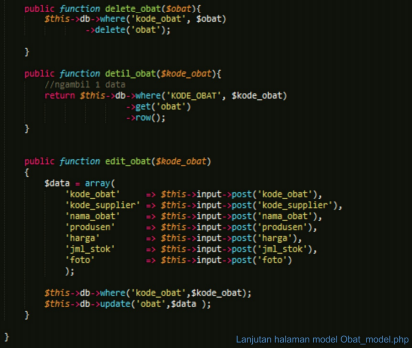 public function delete_obat($obat){
$this->db->where('kode_obat', $obat)
->delete('obat');
}
public function detil_obat($kode_obat){
//ngambil 1 data
return $this->db->where('KODE_OBAT', $kode_obat)
->get('obat')
->row();
}
public function edit_obat($kode_obat)
{
$data = array(
'kode_obat' => $this->input->post('kode_obat'),
'kode_supplier' => $this->input->post('kode_supplier'),
'nama_obat' => $this->input->post('nama_obat'),
'produsen' => $this->input->post('produsen'),
'harga' => $this->input->post('harga'),
'jml_stok' => $this->input->post('jml_stok'),
'foto' => $this->input->post('foto')
);
$this->db->where('kode_obat',$kode_obat);
$this->db->update('obat',$data );
}
}
Lanjutan halaman model Obat_model.php